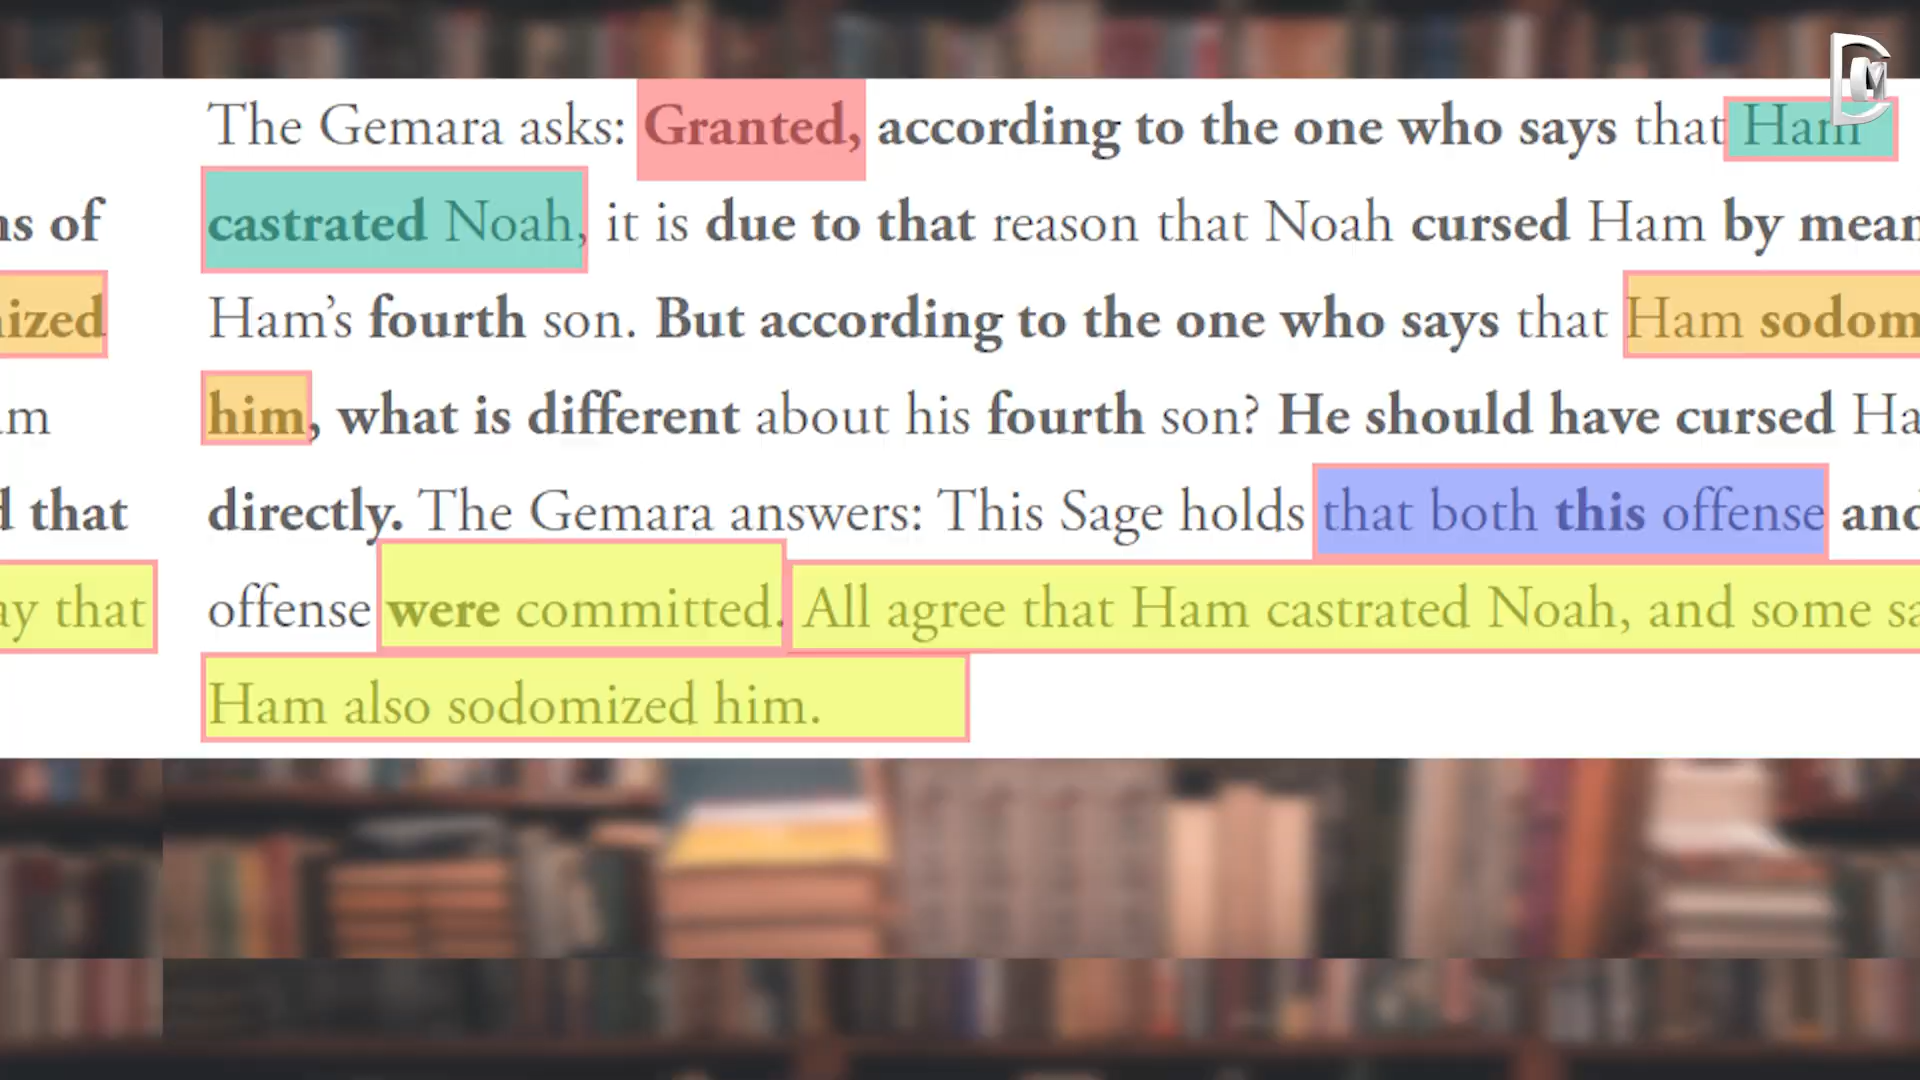 ns of
ized
am
d that
ay that
The Gemara asks: Granted, according to the one who says that Ham
castrated Noah, it is due to that reason that Noah cursed Ham by mean
Ham’s fourth son. But according to the one who says that Ham sodom
him, what is different about his fourth son? He should have cursed Ha
directly. The Gemara answers: This Sage holds that both this offense and
offense were committed. All agree that Ham castrated Noah, and some sa
Ham also sodomized him.